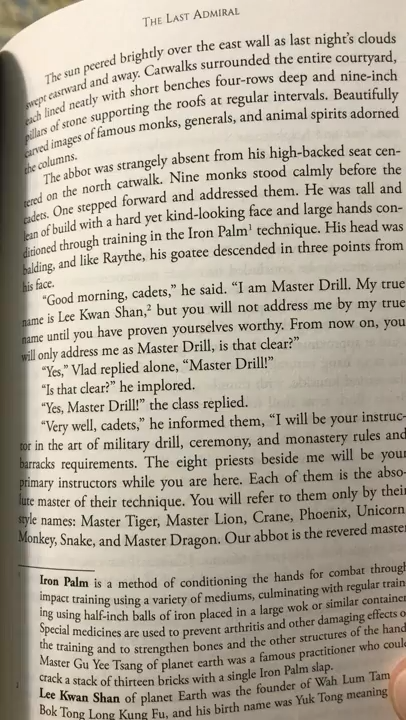 THE LAST ADMIRAL
The sun peered brightly over the east wall as last night's clouds
swept eastward and away. Catwalks surrounded the entire courtyard,
each lined neatly with short benches four-rows deep and nine-inch
pillars of stone supporting the roofs at regular intervals. Beautifully
carved images of famous monks, generals, and animal spirits adorned
the columns.
The abbot was strangely absent from his high-backed seat cen-
tered on the north catwalk. Nine monks stood calmly before the
cadets. One stepped forward and addressed them. He was tall and
lean of build with a hard yet kind-looking face and large hands con-
ditioned through training in the Iron Palm¹ technique. His head was
balding, and like Raythe, his goatee descended in three points from
his face.
"Good morning, cadets," he said. "I am Master Drill. My true
name is Lee Kwan Shan,² but you will not address me by my true
name until you have proven yourselves worthy. From now on, you
will only address me as Master Drill, is that clear?"
"Yes," Vlad replied alone, "Master Drill!"
"Is that clear?" he implored.
"Yes, Master Drill!" the class replied.
"Very well, cadets," he informed them, "I will be your instruc-
tor in the art of military drill, ceremony, and monastery rules and
barracks requirements. The eight priests beside me will be your
primary instructors while you are here. Each of them is the abso-
lute master of their technique. You will refer to them only by their
style names: Master Tiger, Master Lion, Crane, Phoenix, Unicorn
Monkey, Snake, and Master Dragon. Our abbot is the revered master
Iron Palm is a method of conditioning the hands for combat through
impact training using a variety of mediums, culminating with regular train
ing using half-inch balls of iron placed in a large wok or similar container
Special medicines are used to prevent arthritis and other damaging effects o
the training and to strengthen bones and the other structures of the hand
Master Gu Yee Tsang of planet earth was a famous practitioner who coul
crack a stack of thirteen bricks with a single Iron Palm slap.
2
Lee Kwan Shan of planet Earth was the founder of Wah Lum Tam
Bok Tong Long Kung Fu, and his birth name was Yuk Tong meaning